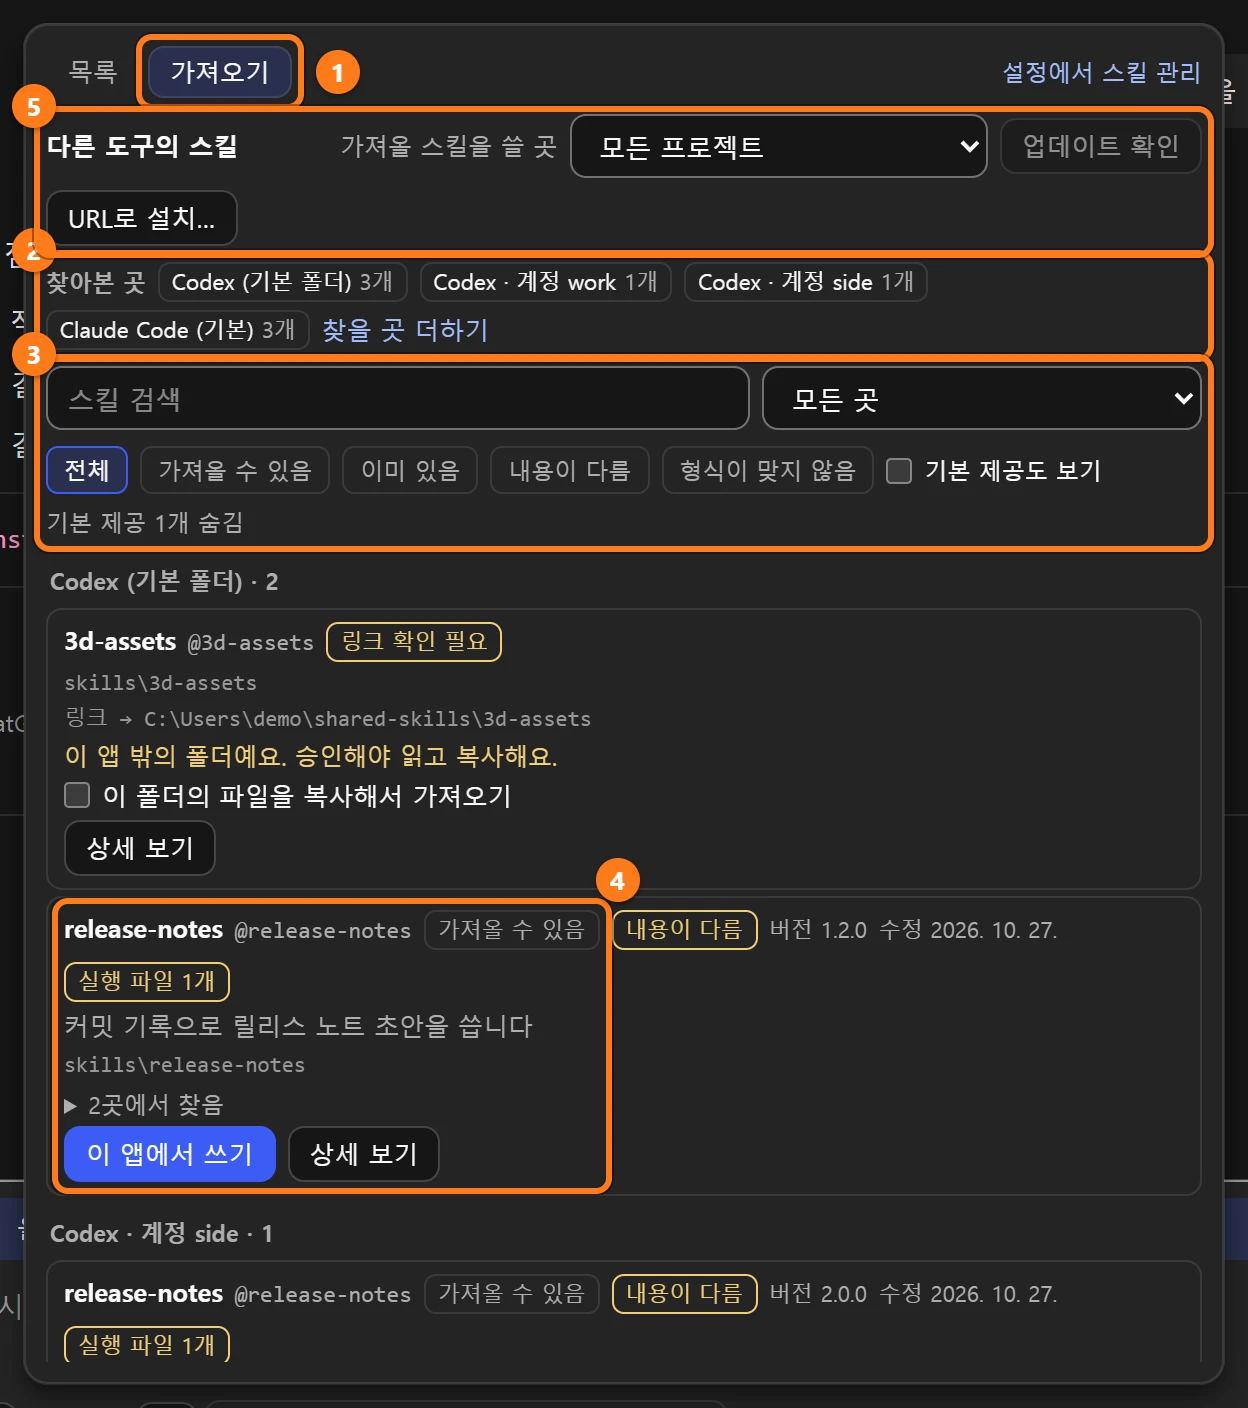 목록 가져오기 1 설정에서 스킬 관리
5
다른 도구의 스킬 가져올 스킬을 쓸 곳 모든 프로젝트 업데이트 확인
URL로 설치...
2
찾아본 곳 Codex (기본 폴더) 3개 Codex · 계정 work 1개 Codex · 계정 side 1개
Claude Code (기본) 3개 찾을 곳 더하기
3
스킬 검색 모든 곳
전체 가져올 수 있음 이미 있음 내용이 다름 형식이 맞지 않음 기본 제공도 보기
기본 제공 1개 숨김
Codex (기본 폴더) · 2
3d-assets @3d-assets 링크 확인 필요
skills\3d-assets
링크 → C:\Users\demo\shared-skills\3d-assets
이 앱 밖의 폴더예요. 승인해야 읽고 복사해요.
이 폴더의 파일을 복사해서 가져오기
상세 보기
4
release-notes @release-notes 가져올 수 있음 내용이 다름 버전 1.2.0 수정 2026. 10. 27.
실행 파일 1개
커밋 기록으로 릴리스 노트 초안을 씁니다
skills\release-notes
▶ 2곳에서 찾음
이 앱에서 쓰기 상세 보기
Codex · 계정 side · 1
release-notes @release-notes 가져올 수 있음 내용이 다름 버전 2.0.0 수정 2026. 10. 27.
실행 파일 1개